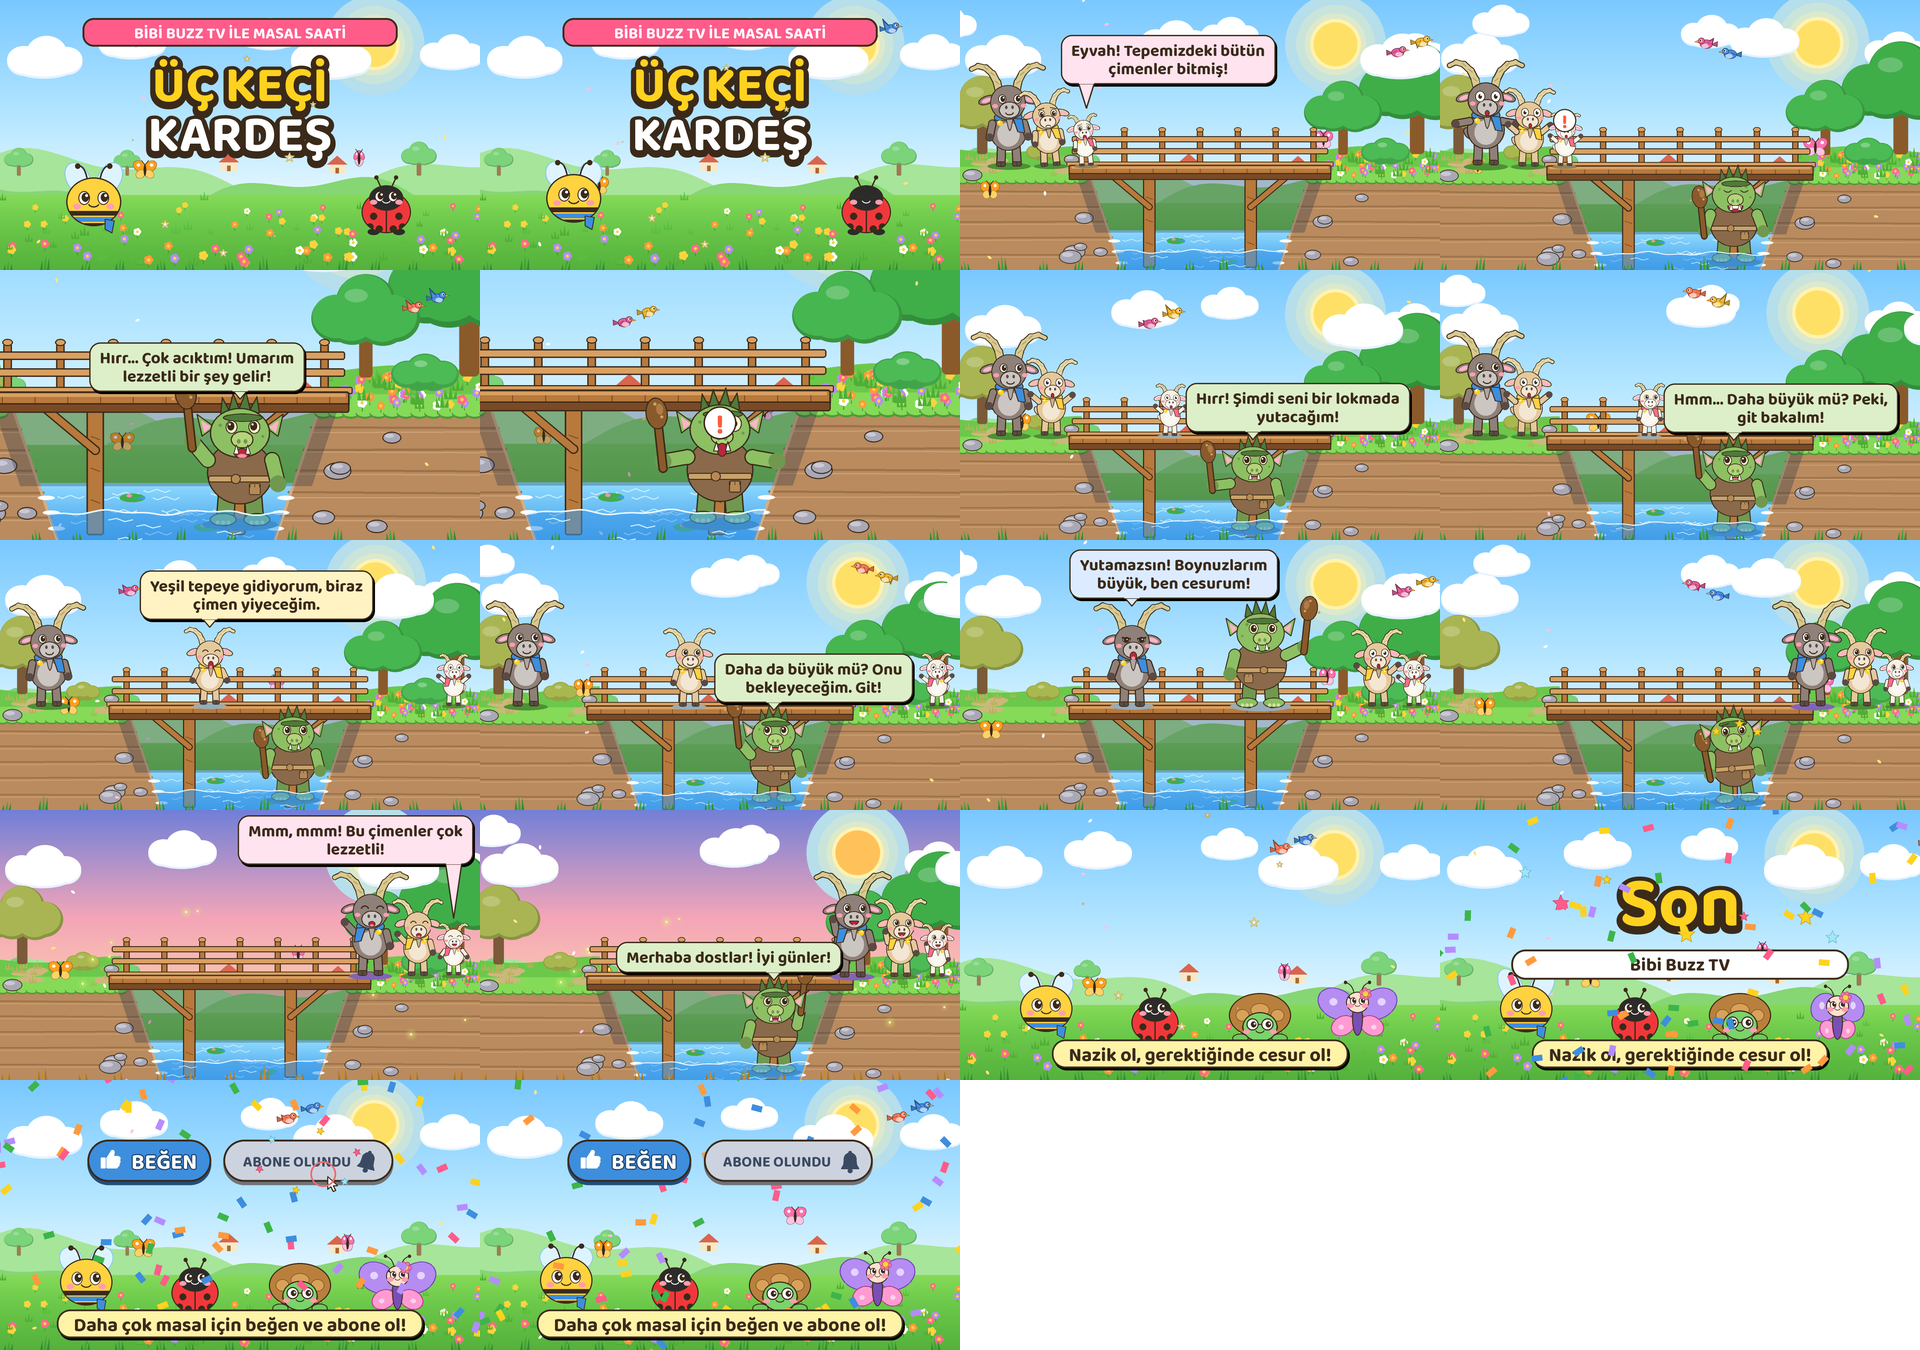 BİBİ BUZZ TV İLE MASAL SAATİ
ÜÇ KEÇİ
KARDEŞ
BİBİ BUZZ TV İLE MASAL SAATİ
ÜÇ KEÇİ
KARDEŞ
Eyvah! Tepemizdeki bütün
çimenler bitmiş!
!
Hırr... Çok acıktım! Umarım
lezzetli bir şey gelir!
!
Hırr! Şimdi seni bir lokmada
yutacağım!
Hmm... Daha büyük mü? Peki,
git bakalım!
Yeşil tepeye gidiyorum, biraz
çimen yiyeceğim.
Daha da büyük mü? Onu
bekleyeceğim. Git!
Yutamazsın! Boynuzlarım
büyük, ben cesurum!
Mmm, mmm! Bu çimenler çok
lezzetli!
Merhaba dostlar! İyi günler!
Nazik ol, gerektiğinde cesur ol!
Son
Bibi Buzz TV
Nazik ol, gerektiğinde cesur ol!
BEĞEN
ABONE OLUNDU
Daha çok masal için beğen ve abone ol!
BEĞEN
ABONE OLUNDU
Daha çok masal için beğen ve abone ol!